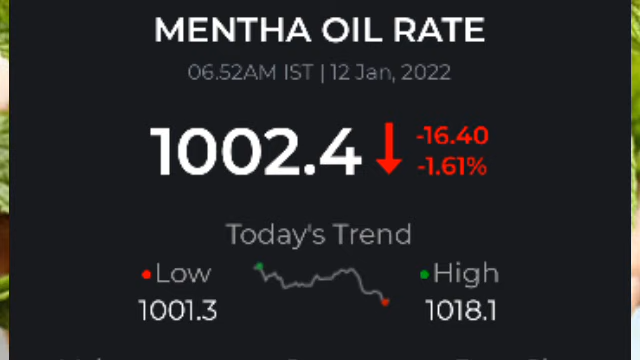 MENTHA OIL RATE
06.52AM IST | 12 Jan, 2022
1002.4
-16.40
-1.61%
Today's Trend
Low
High
1001.3
1018.1